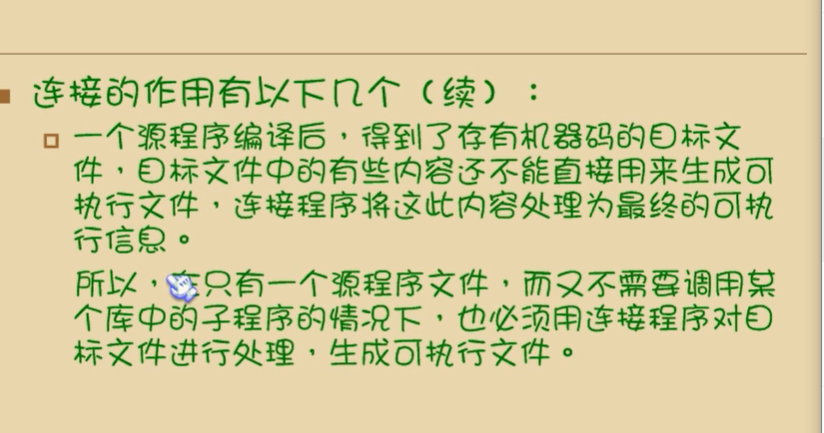 连接的作用有以下几个（续）：
一个源程序编译后，得到了存有机器码的目标文
件，目标文件中的有些内容还不能直接用来生成可
执行文件，连接程序将这此内容处理为最终的可执
行信息。
所以，在只有一个源程序文件，而又不需要调用某
个库中的子程序的情况下，也必须用连接程序对目
标文件进行处理，生成可执行文件。